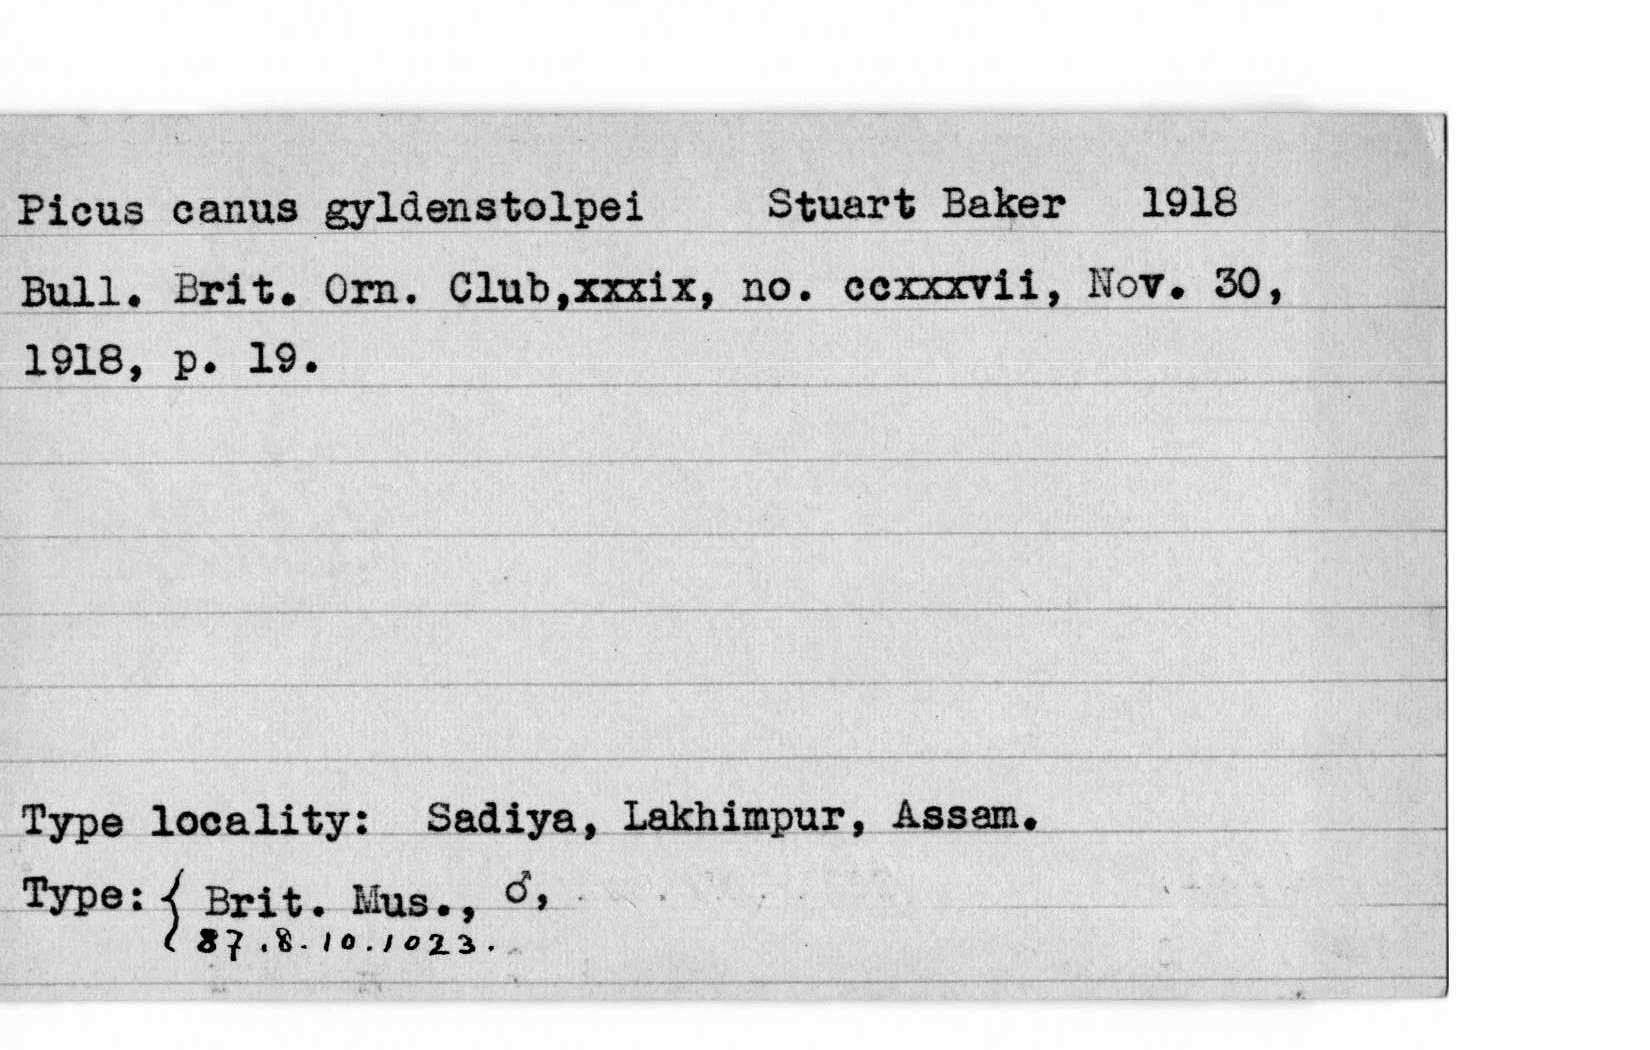 Picus canus gyldenstolpei Stuart Baker 1918
Bull. Brit. Orn. Club,xxxix, no. ccxxxvii, Nov. 30,
1918, p. 19.
Type locality: Sadiya, Lakhimpur, Assam.
Type: { Brit. Mus., ♂,
87.8.10.1023.